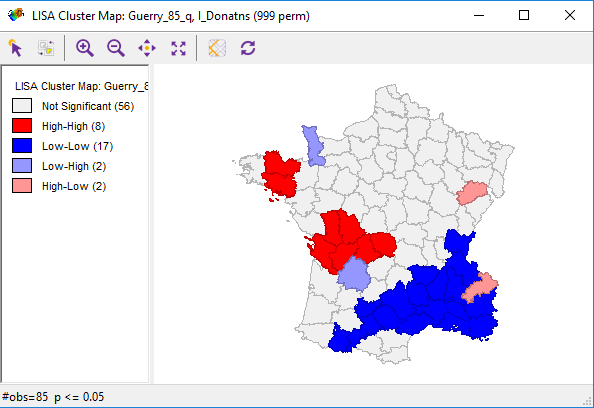 LISA Cluster Map: Guerry_85_q, I_Donatns (999 perm)
LISA Cluster Map: Guerry_8
Not Significant (56)
High-High (8)
Low-Low (17)
Low-High (2)
High-Low (2)
#obs=85 p <= 0.05